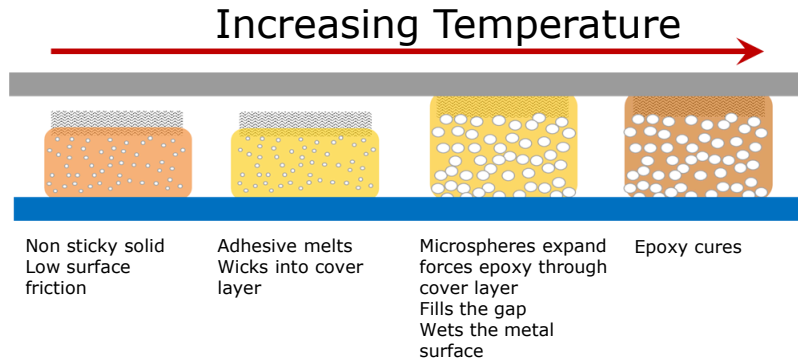 Increasing Temperature
Non sticky solid
Low surface
friction
Adhesive melts
Wicks into cover
layer
Microspheres expand
forces epoxy through
cover layer
Fills the gap
Wets the metal
surface
Epoxy cures